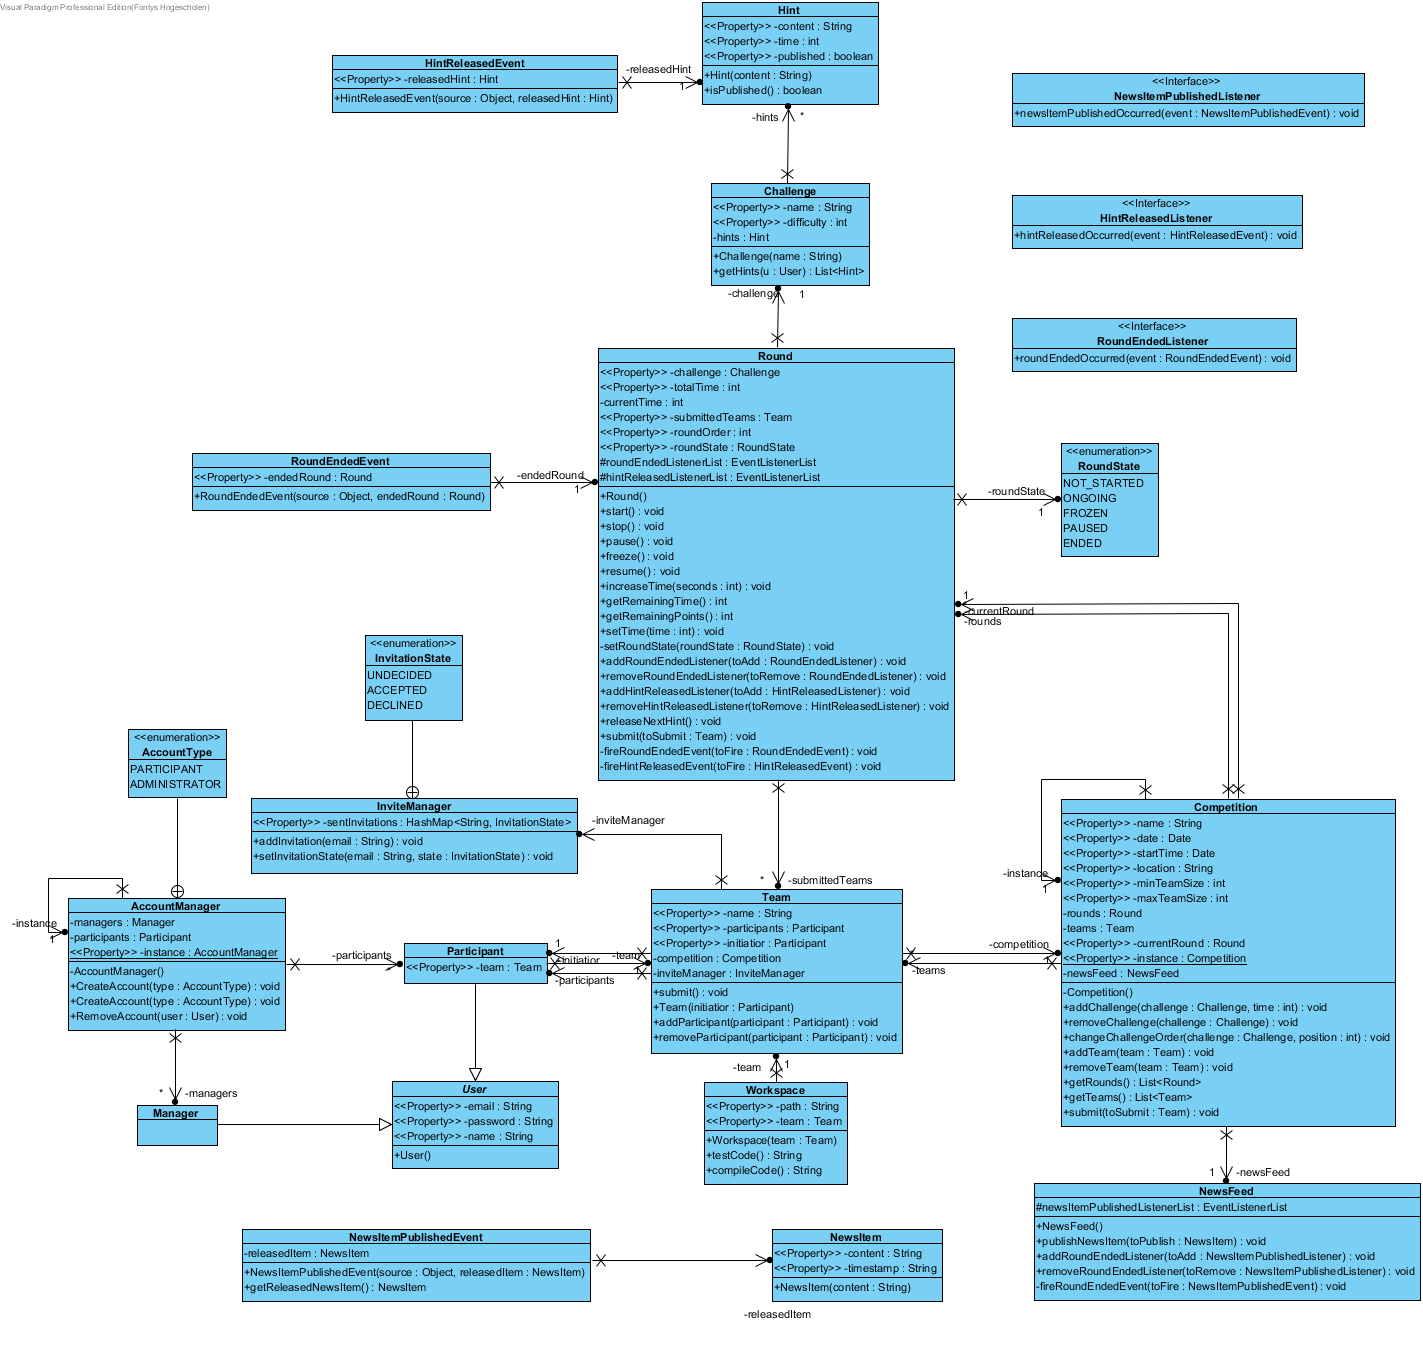 Visual Paradigm Professional Edition(Fontys Hogescholen)
Hint
<<Property>> -content : String
<<Property>> -time : int
<<Property>> -published : boolean
+Hint(content : String)
+isPublished() : boolean
HintReleasedEvent
<<Property>> -releasedHint : Hint
+HintReleasedEvent(source : Object, releasedHint : Hint)
-releasedHint
1
<<Interface>>
NewsItemPublishedListener
+newsItemPublishedOccurred(event : NewsItemPublishedEvent) : void
-hints
*
Challenge
<<Property>> -name : String
<<Property>> -difficulty : int
-hints : Hint
+Challenge(name : String)
+getHints(u : User) : List<Hint>
<<Interface>>
HintReleasedListener
+hintReleasedOccurred(event : HintReleasedEvent) : void
-challenge
1
<<Interface>>
RoundEndedListener
+roundEndedOccurred(event : RoundEndedEvent) : void
Round
<<Property>> -challenge : Challenge
<<Property>> -totalTime : int
-currentTime : int
<<Property>> -submittedTeams : Team
<<Property>> -roundOrder : int
<<Property>> -roundState : RoundState
#roundEndedListenerList : EventListenerList
#hintReleasedListenerList : EventListenerList
+Round()
+start() : void
+stop() : void
+pause() : void
+freeze() : void
+resume() : void
+increaseTime(seconds : int) : void
+getRemainingTime() : int
+getRemainingPoints() : int
+setTime(time : int) : void
-setRoundState(roundState : RoundState) : void
+addRoundEndedListener(toAdd : RoundEndedListener) : void
+removeRoundEndedListener(toRemove : RoundEndedListener) : void
+addHintReleasedListener(toAdd : HintReleasedListener) : void
+removeHintReleasedListener(toRemove : HintReleasedListener) : void
+releaseNextHint() : void
+submit(toSubmit : Team) : void
-fireRoundEndedEvent(toFire : RoundEndedEvent) : void
-fireHintReleasedEvent(toFire : HintReleasedEvent) : void
RoundEndedEvent
<<Property>> -endedRound : Round
+RoundEndedEvent(source : Object, endedRound : Round)
-endedRound
1
<<enumeration>>
RoundState
NOT_STARTED
ONGOING
FROZEN
PAUSED
ENDED
-roundState
1
1
-currentRound
-rounds
<<enumeration>>
InvitationState
UNDECIDED
ACCEPTED
DECLINED
<<enumeration>>
AccountType
PARTICIPANT
ADMINISTRATOR
InviteManager
<<Property>> -sentInvitations : HashMap<String, InvitationState>
+addInvitation(email : String) : void
+setInvitationState(email : String, state : InvitationState) : void
-inviteManager
*
-submittedTeams
Competition
<<Property>> -name : String
<<Property>> -date : Date
<<Property>> -startTime : Date
<<Property>> -location : String
<<Property>> -minTeamSize : int
<<Property>> -maxTeamSize : int
-rounds : Round
-teams : Team
<<Property>> -currentRound : Round
<<Property>> -instance : Competition
-newsFeed : NewsFeed
-Competition()
+addChallenge(challenge : Challenge, time : int) : void
+removeChallenge(challenge : Challenge) : void
+changeChallengeOrder(challenge : Challenge, position : int) : void
+addTeam(team : Team) : void
+removeTeam(team : Team) : void
+getRounds() : List<Round>
+getTeams() : List<Team>
+submit(toSubmit : Team) : void
-instance
1
-instance
1
AccountManager
-managers : Manager
-participants : Participant
<<Property>> -instance : AccountManager
-AccountManager()
+CreateAccount(type : AccountType) : void
+CreateAccount(type : AccountType) : void
+RemoveAccount(user : User) : void
-participants
*
Participant
<<Property>> -team : Team
1
-initiatior
-team
1
-participants
Team
<<Property>> -name : String
<<Property>> -participants : Participant
<<Property>> -initiatior : Participant
-competition : Competition
-inviteManager : InviteManager
+submit() : void
+Team(initiatior : Participant)
+addParticipant(participant : Participant) : void
+removeParticipant(participant : Participant) : void
-competition
1
-teams
*
-managers
Manager
User
<<Property>> -email : String
<<Property>> -password : String
<<Property>> -name : String
+User()
-team
1
Workspace
<<Property>> -path : String
<<Property>> -team : Team
+Workspace(team : Team)
+testCode() : String
+compileCode() : String
1
-newsFeed
NewsFeed
#newsItemPublishedListenerList : EventListenerList
+NewsFeed()
+publishNewsItem(toPublish : NewsItem) : void
+addRoundEndedListener(toAdd : NewsItemPublishedListener) : void
+removeRoundEndedListener(toRemove : NewsItemPublishedListener) : void
-fireRoundEndedEvent(toFire : NewsItemPublishedEvent) : void
NewsItemPublishedEvent
-releasedItem : NewsItem
+NewsItemPublishedEvent(source : Object, releasedItem : NewsItem)
+getReleasedNewsItem() : NewsItem
NewsItem
<<Property>> -content : String
<<Property>> -timestamp : String
+NewsItem(content : String)
-releasedItem